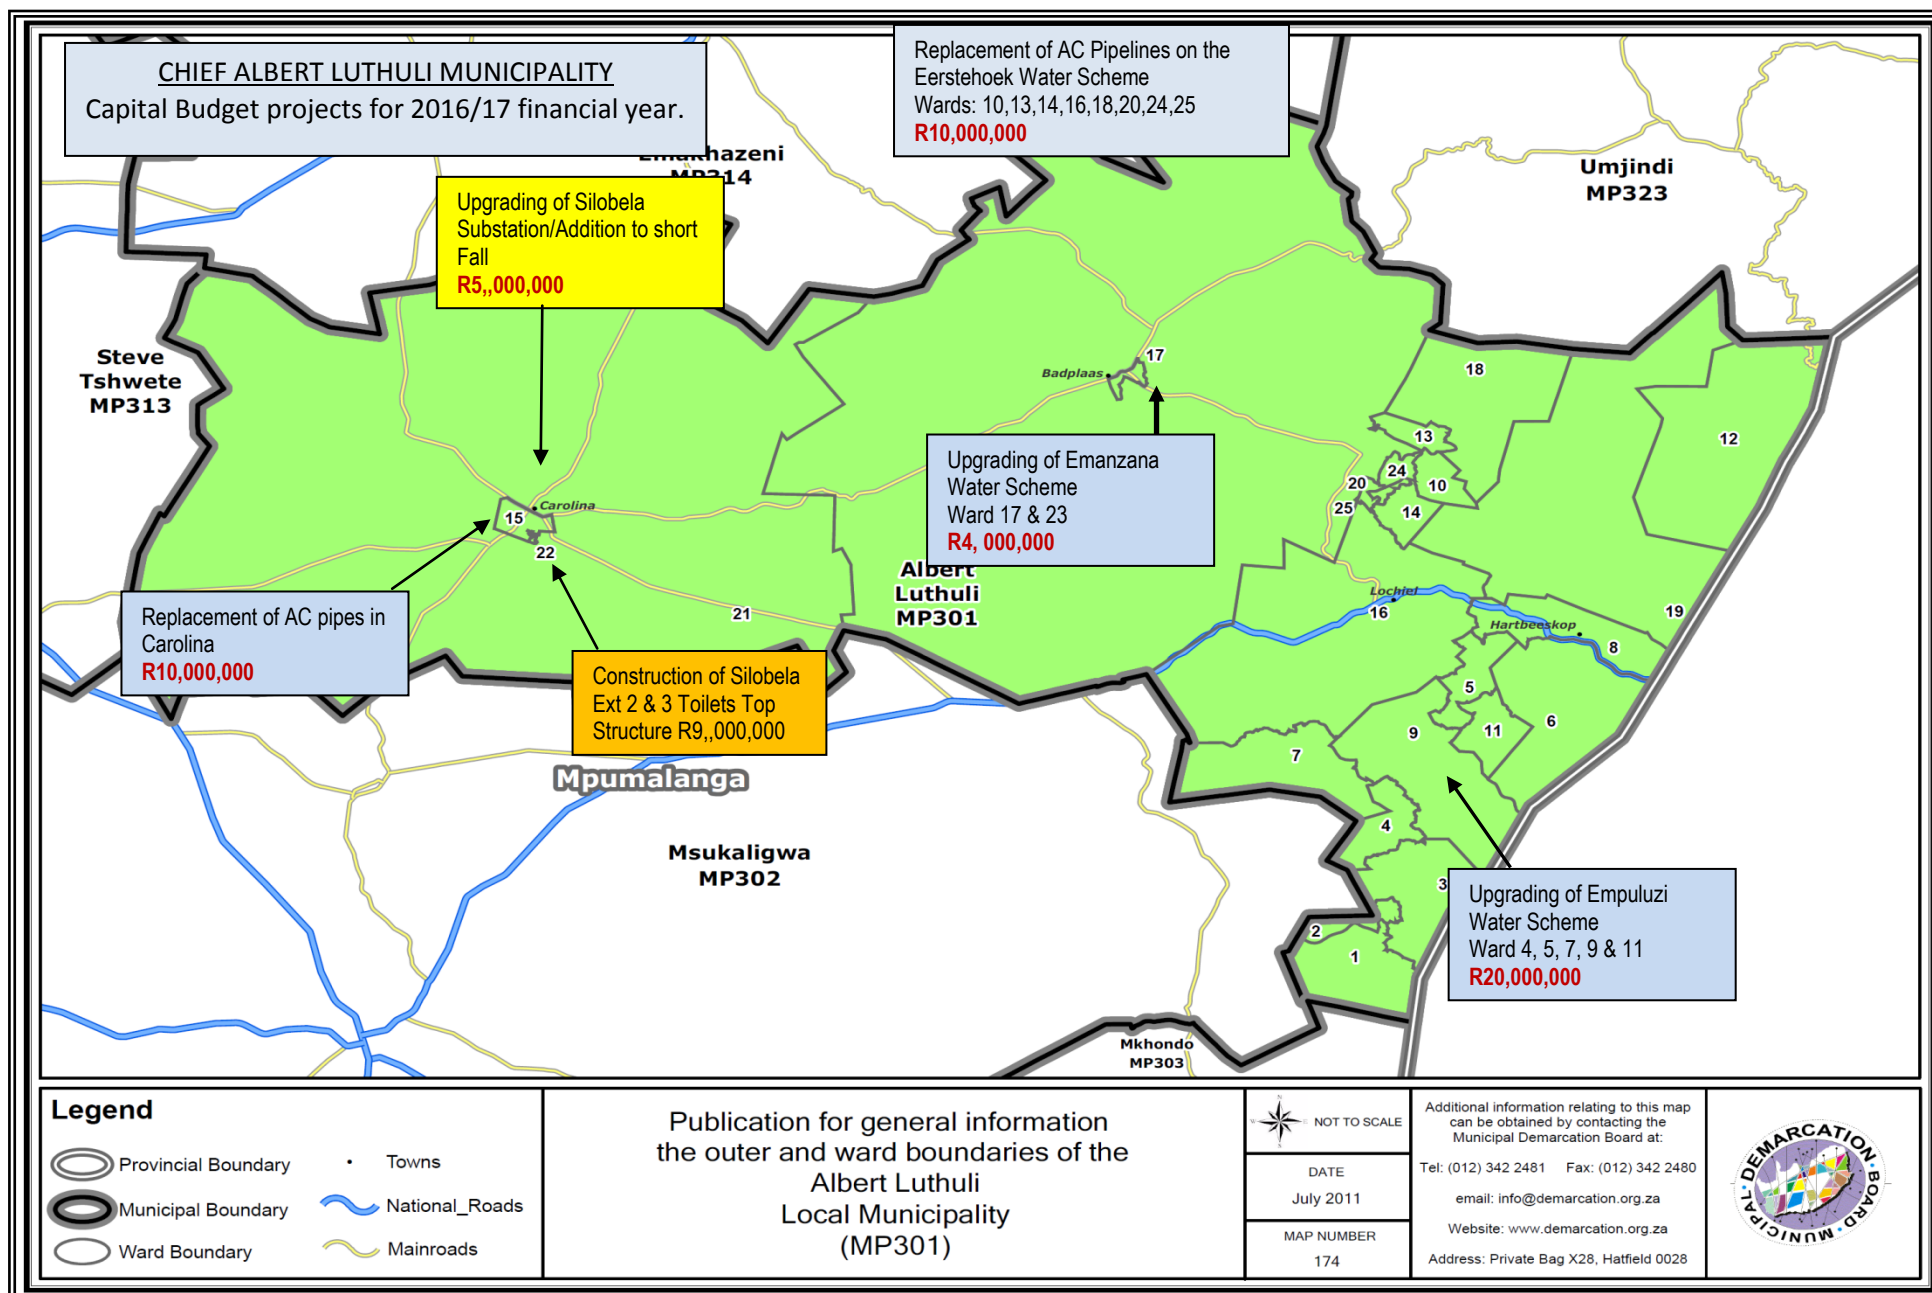 CHIEF ALBERT LUTHULI MUNICIPALITY
Capital Budget projects for 2016/17 financial year.
Replacement of AC Pipelines on the
Eerstehoek Water Scheme
Wards: 10,13,14,16,18,20,24,25
R10,000,000
Emakhazeni
MP314
Umjindi
MP323
Upgrading of Silobela
Substation/Addition to short
Fall
R5,,000,000
Steve
Tshwete
MP313
17
Badplaas
18
12
13
24
20
10
25
14
Upgrading of Emanzana
Water Scheme
Ward 17 & 23
R4, 000,000
Carolina
15
22
Albert
Luthuli
MP301
21
Lochiel
16
19
Hartbeeskop
8
Replacement of AC pipes in
Carolina
R10,000,000
Construction of Silobela
Ext 2 & 3 Toilets Top
Structure R9,,000,000
5
6
9
11
7
Mpumalanga
4
Msukaligwa
MP302
3
Upgrading of Empuluzi
Water Scheme
Ward 4, 5, 7, 9 & 11
R20,000,000
2
1
Mkhondo
MP303
Legend
Provincial Boundary
Municipal Boundary
Ward Boundary
Towns
National_Roads
Mainroads
Publication for general information
the outer and ward boundaries of the
Albert Luthuli
Local Municipality
(MP301)
N
W
E
S
NOT TO SCALE
DATE
July 2011
MAP NUMBER
174
Additional information relating to this map
can be obtained by contacting the
Municipal Demarcation Board at:
Tel: (012) 342 2481 Fax: (012) 342 2480
email: info@demarcation.org.za
Website: www.demarcation.org.za
Address: Private Bag X28, Hatfield 0028
MUNICIPAL • DEMARCATION • BOARD •